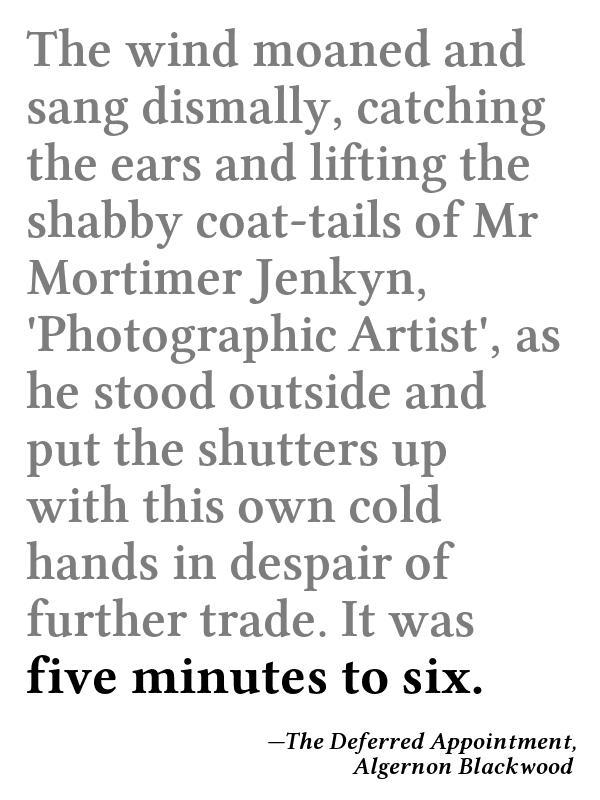 The wind moaned and
sang dismally, catching
the ears and lifting the
shabby coat-tails of Mr
Mortimer Jenkyn,
'Photographic Artist', as
he stood outside and
put the shutters up
with this own cold
hands in despair of
further trade. It was
five minutes to six.
—The Deferred Appointment,
Algernon Blackwood